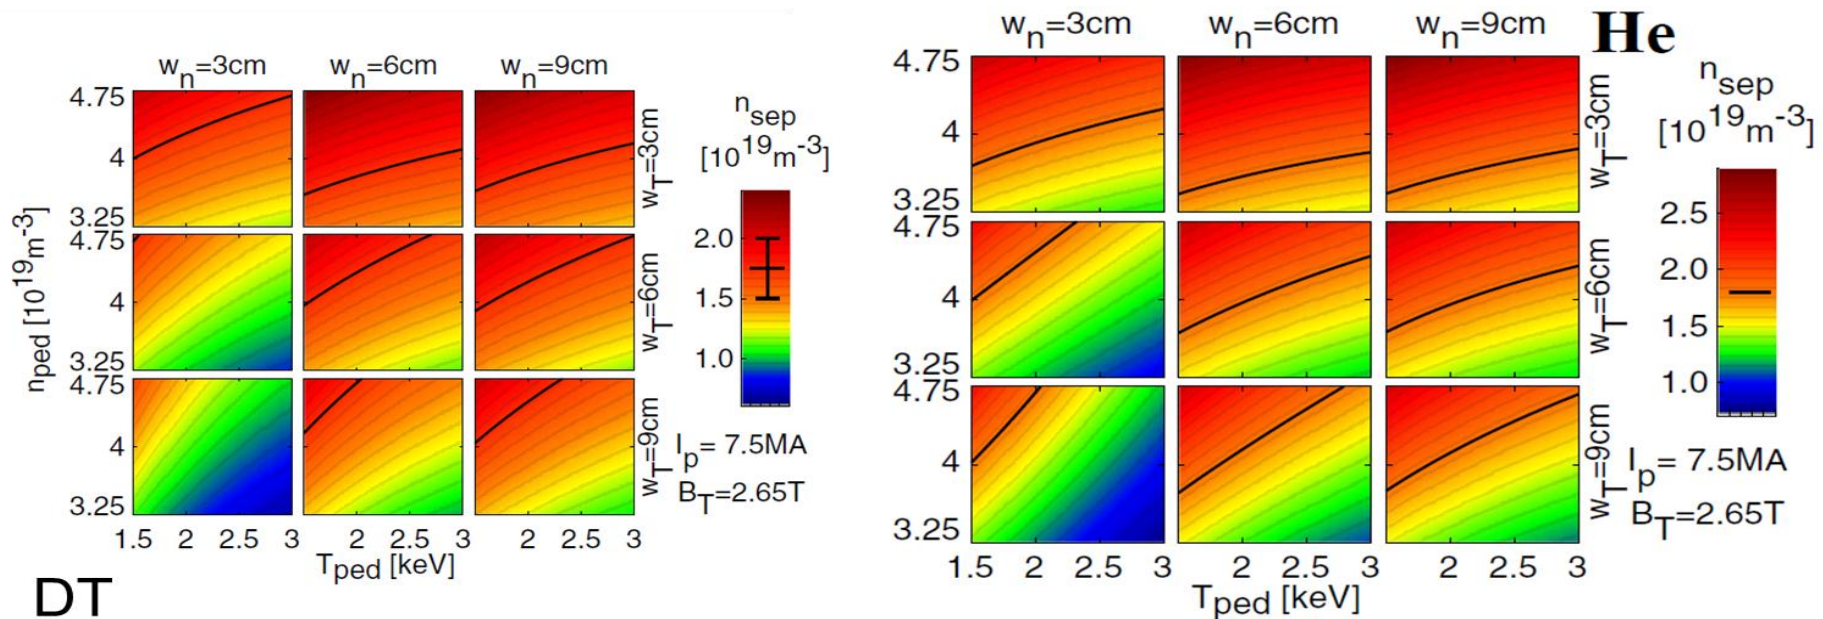 w_n=3cm w_n=6cm w_n=9cm
4.75
4
3.25
w_T=3cm
4.75
4
3.25
w_T=6cm
4.75
4
3.25
w_T=9cm
n_ped [10^19m^-3]
1.5 2 2.5 3 2 2.5 3 2 2.5 3
T_ped [keV]
n_sep
[10^19m^-3]
2.0
1.5
1.0
I_p= 7.5MA
B_T=2.65T
DT
w_n=3cm w_n=6cm w_n=9cm
He
4.75
4
3.25
w_T=3cm
4.75
4
3.25
w_T=6cm
4.75
4
3.25
w_T=9cm
1.5 2 2.5 3 2 2.5 3 2 2.5 3
T_ped [keV]
n_sep
[10^19m^-3]
2.5
2.0
1.5
1.0
I_p= 7.5MA
B_T=2.65T